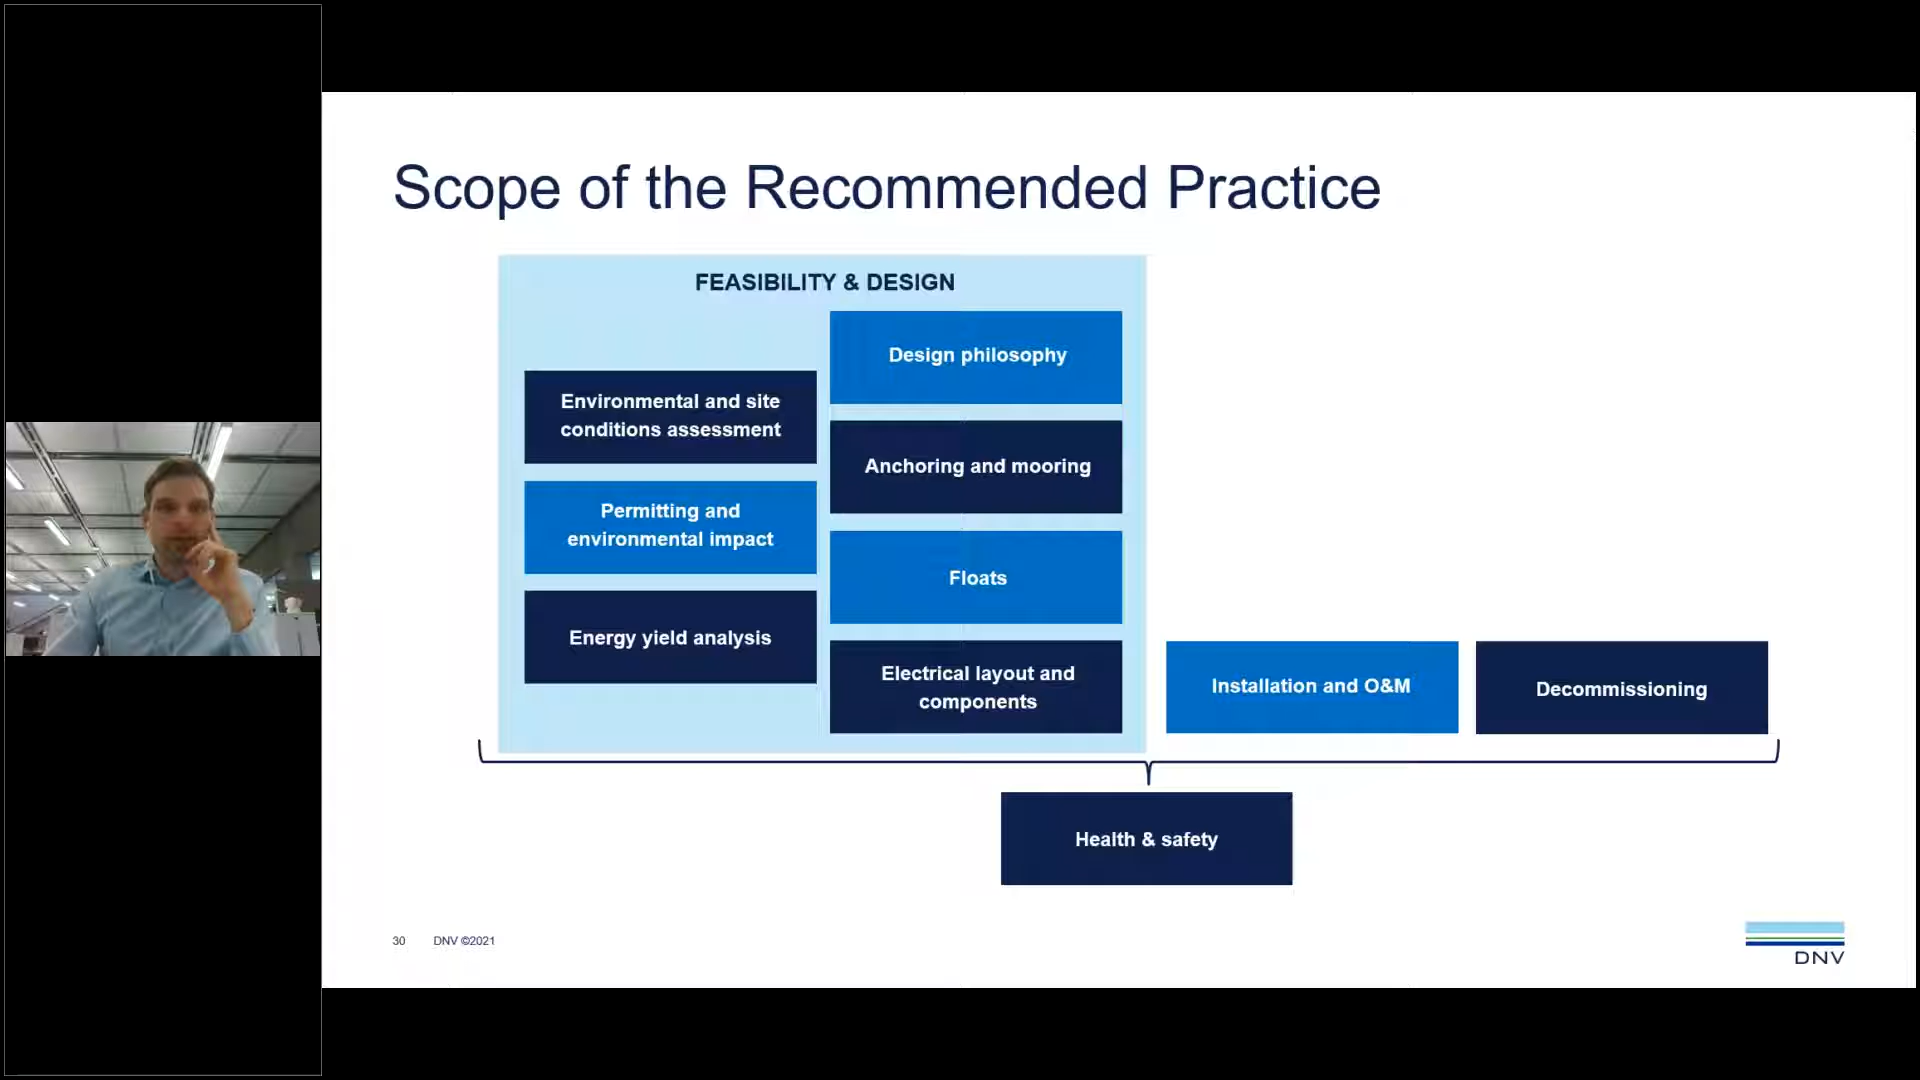 Scope of the Recommended Practice
FEASIBILITY & DESIGN
Environmental and site
conditions assessment
Permitting and
environmental impact
Energy yield analysis
Design philosophy
Anchoring and mooring
Floats
Electrical layout and
components
Installation and O&M
Decommissioning
Health & safety
30 DNV ©2021
DNV